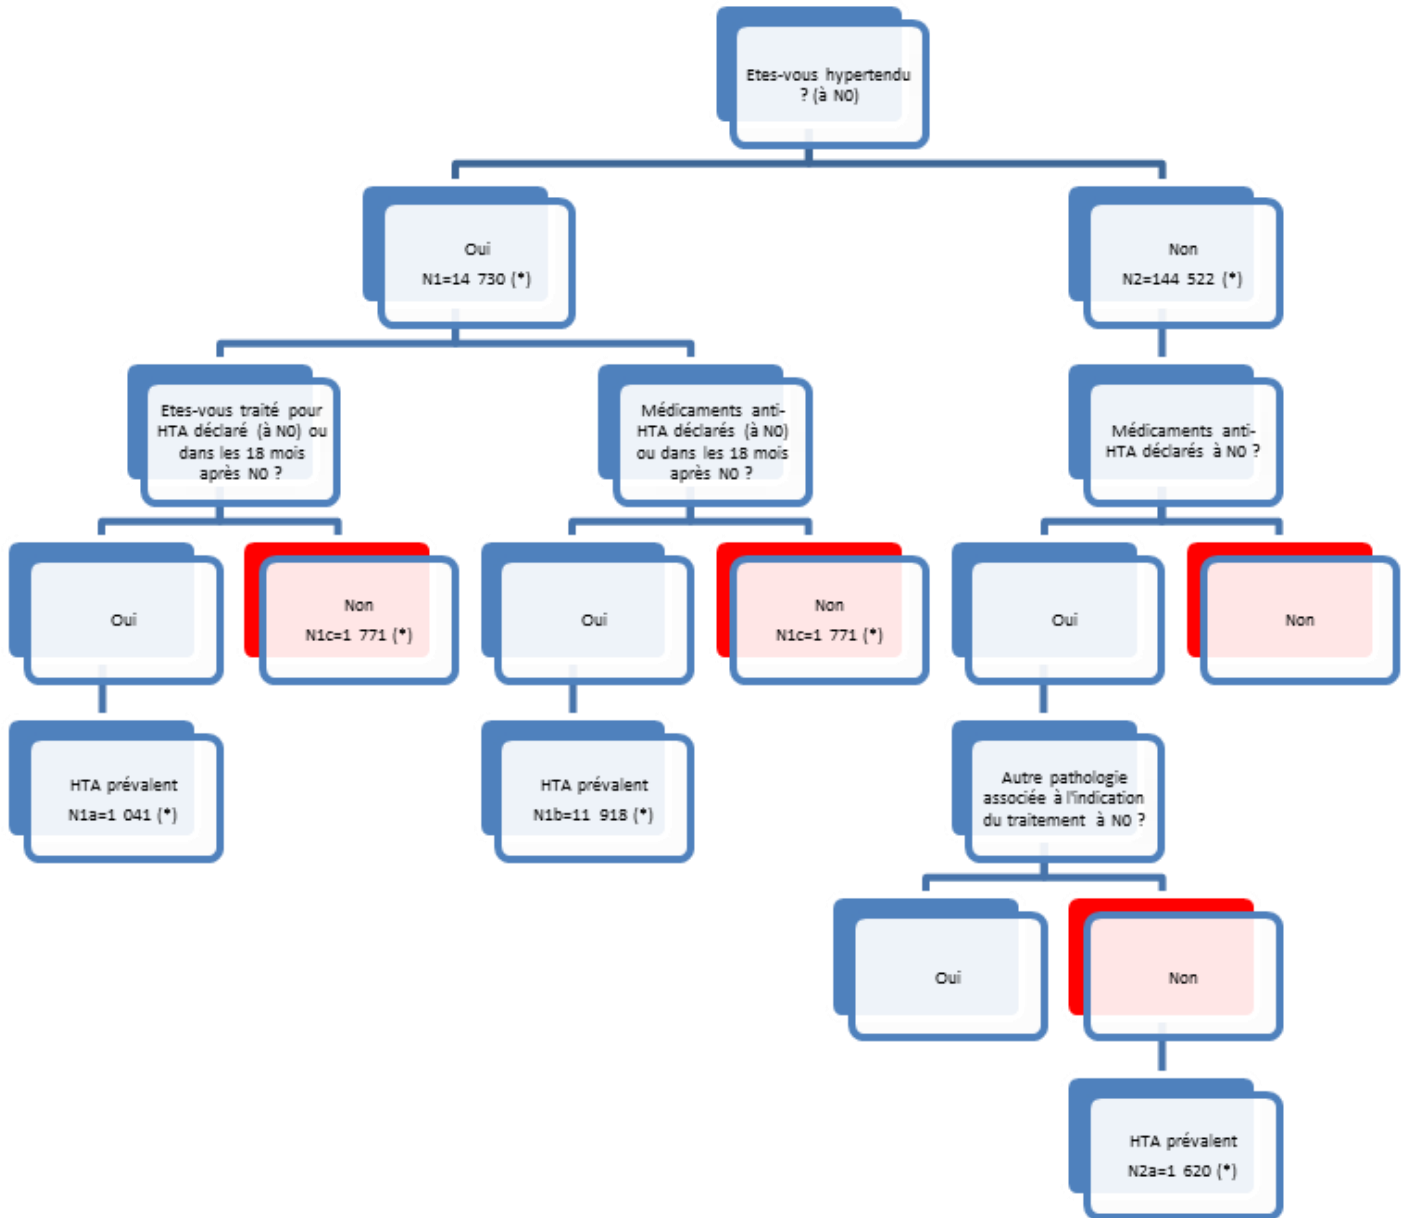 Etes-vous hypertendu
? (à N0)
Oui
N1=14 730 (*)
Non
N2=144 522 (*)
Etes-vous traité pour
HTA déclaré (à N0) ou
dans les 18 mois
après N0 ?
Médicaments anti-
HTA déclarés (à N0)
ou dans les 18 mois
après N0 ?
Médicaments anti-
HTA déclarés à N0 ?
Oui
Non
N1c=1 771 (*)
Oui
Non
N1c=1 771 (*)
Oui
Non
HTA prévalent
N1a=1 041 (*)
HTA prévalent
N1b=11 918 (*)
Autre pathologie
associée à l'indication
du traitement à N0 ?
Oui
Non
HTA prévalent
N2a=1 620 (*)